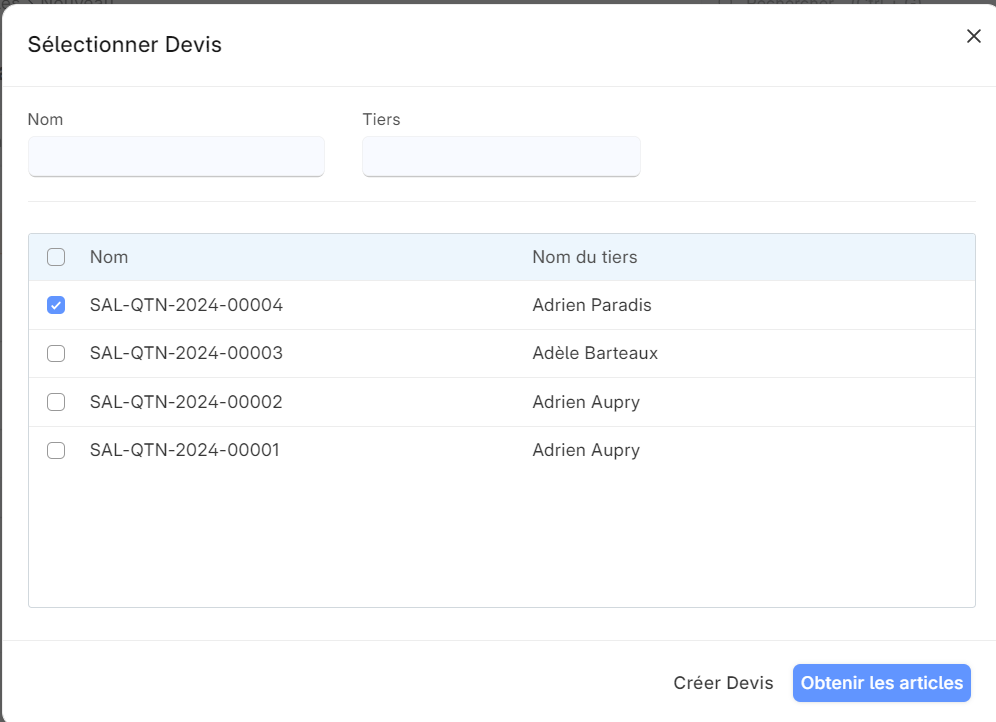 Sélectionner Devis
Nom Tiers
Nom Nom du tiers
SAL-QTN-2024-00004 Adrien Paradis
SAL-QTN-2024-00003 Adèle Barteaux
SAL-QTN-2024-00002 Adrien Aupry
SAL-QTN-2024-00001 Adrien Aupry
Créer Devis Obtenir les articles